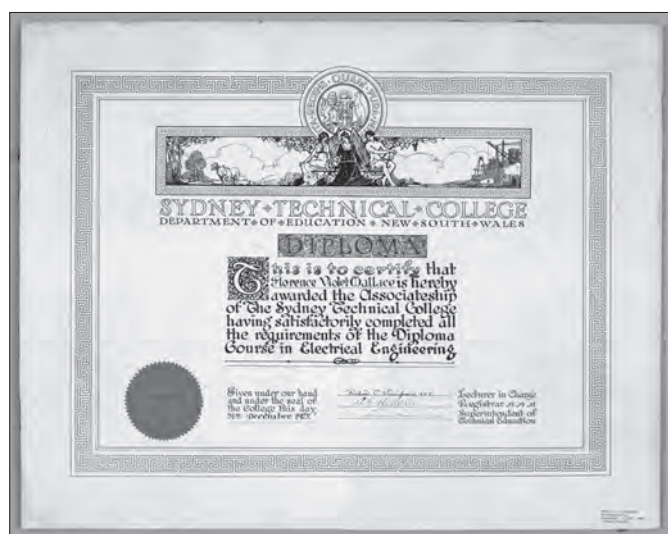 SYDNEY TECHNICAL COLLEGE
DEPARTMENT OF EDUCATION NEW SOUTH WALES
DIPLOMA
This is to certify that
Florence Violet Wallace is hereby
awarded the Associateship
of The Sydney Technical College
having satisfactorily completed all
the requirements of the Diploma
Course in Electrical Engineering
Given under our hand
and under the seal of
the College this day
December
Lecturer in Charge
Registrar
Superintendent of
Technical Education